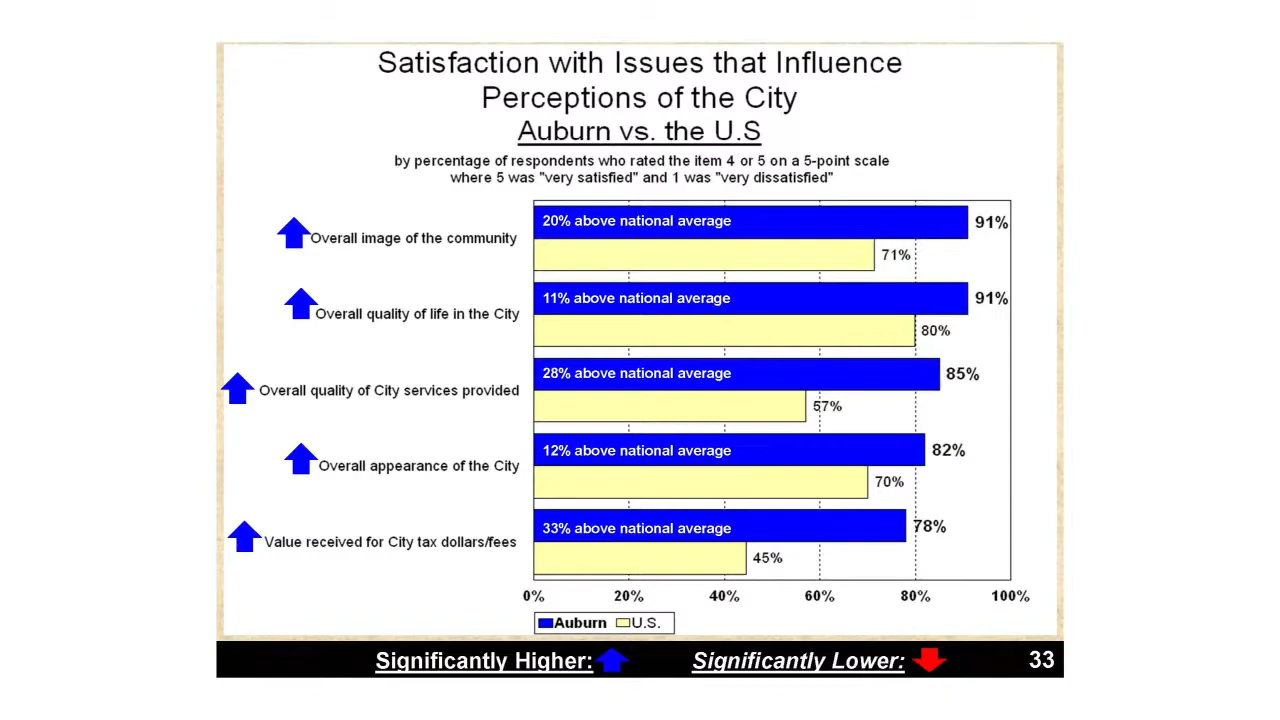 Satisfaction with Issues that Influence
Perceptions of the City
Auburn vs. the U.S
by percentage of respondents who rated the item 4 or 5 on a 5-point scale
where 5 was "very satisfied" and 1 was "very dissatisfied"
Overall image of the community
20% above national average
91%
71%
Overall quality of life in the City
11% above national average
91%
80%
Overall quality of City services provided
28% above national average
85%
57%
Overall appearance of the City
12% above national average
82%
70%
Value received for City tax dollars/fees
33% above national average
78%
45%
0% 20% 40% 60% 80% 100%
Auburn U.S.
Significantly Higher: Significantly Lower: 33